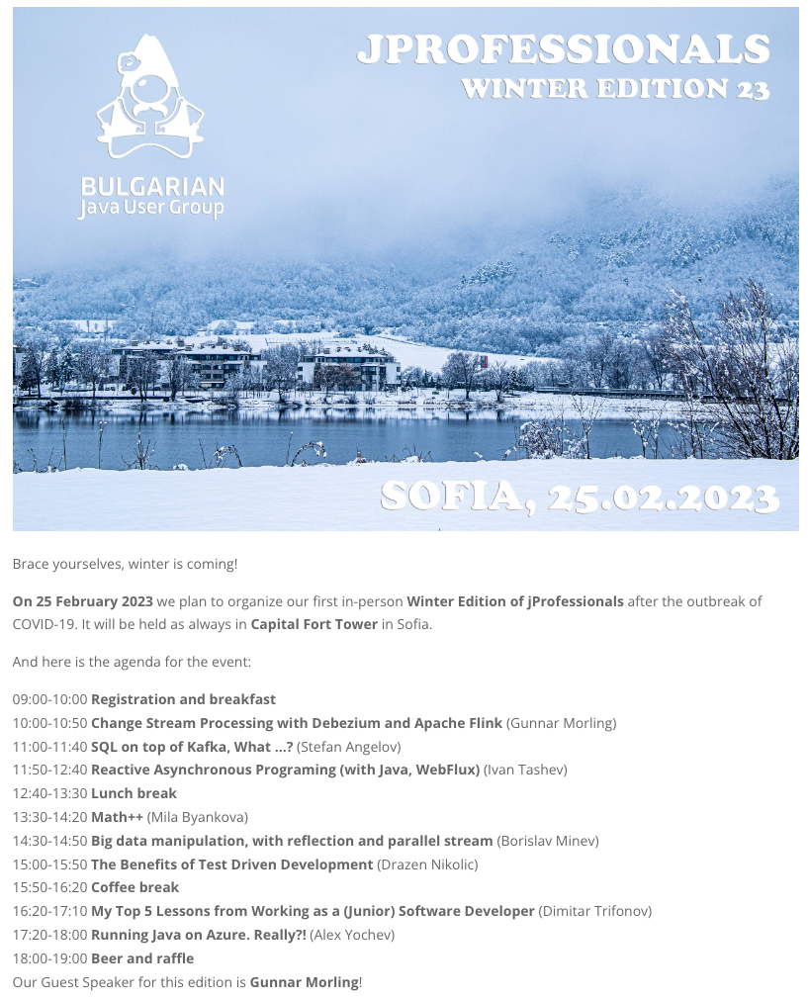 JPROFESSIONALS
WINTER EDITION 23
BULGARIAN
Java User Group
SOFIA, 25.02.2023
Brace yourselves, winter is coming!
On 25 February 2023 we plan to organize our first in-person Winter Edition of jProfessionals after the outbreak of
COVID-19. It will be held as always in Capital Fort Tower in Sofia.
And here is the agenda for the event:
09:00-10:00 Registration and breakfast
10:00-10:50 Change Stream Processing with Debezium and Apache Flink (Gunnar Morling)
11:00-11:40 SQL on top of Kafka, What ...? (Stefan Angelov)
11:50-12:40 Reactive Asynchronous Programing (with Java, WebFlux) (Ivan Tashev)
12:40-13:30 Lunch break
13:30-14:20 Math++ (Mila Byankova)
14:30-14:50 Big data manipulation, with reflection and parallel stream (Borislav Minev)
15:00-15:50 The Benefits of Test Driven Development (Drazen Nikolic)
15:50-16:20 Coffee break
16:20-17:10 My Top 5 Lessons from Working as a (Junior) Software Developer (Dimitar Trifonov)
17:20-18:00 Running Java on Azure. Really?! (Alex Yochev)
18:00-19:00 Beer and raffle
Our Guest Speaker for this edition is Gunnar Morling!